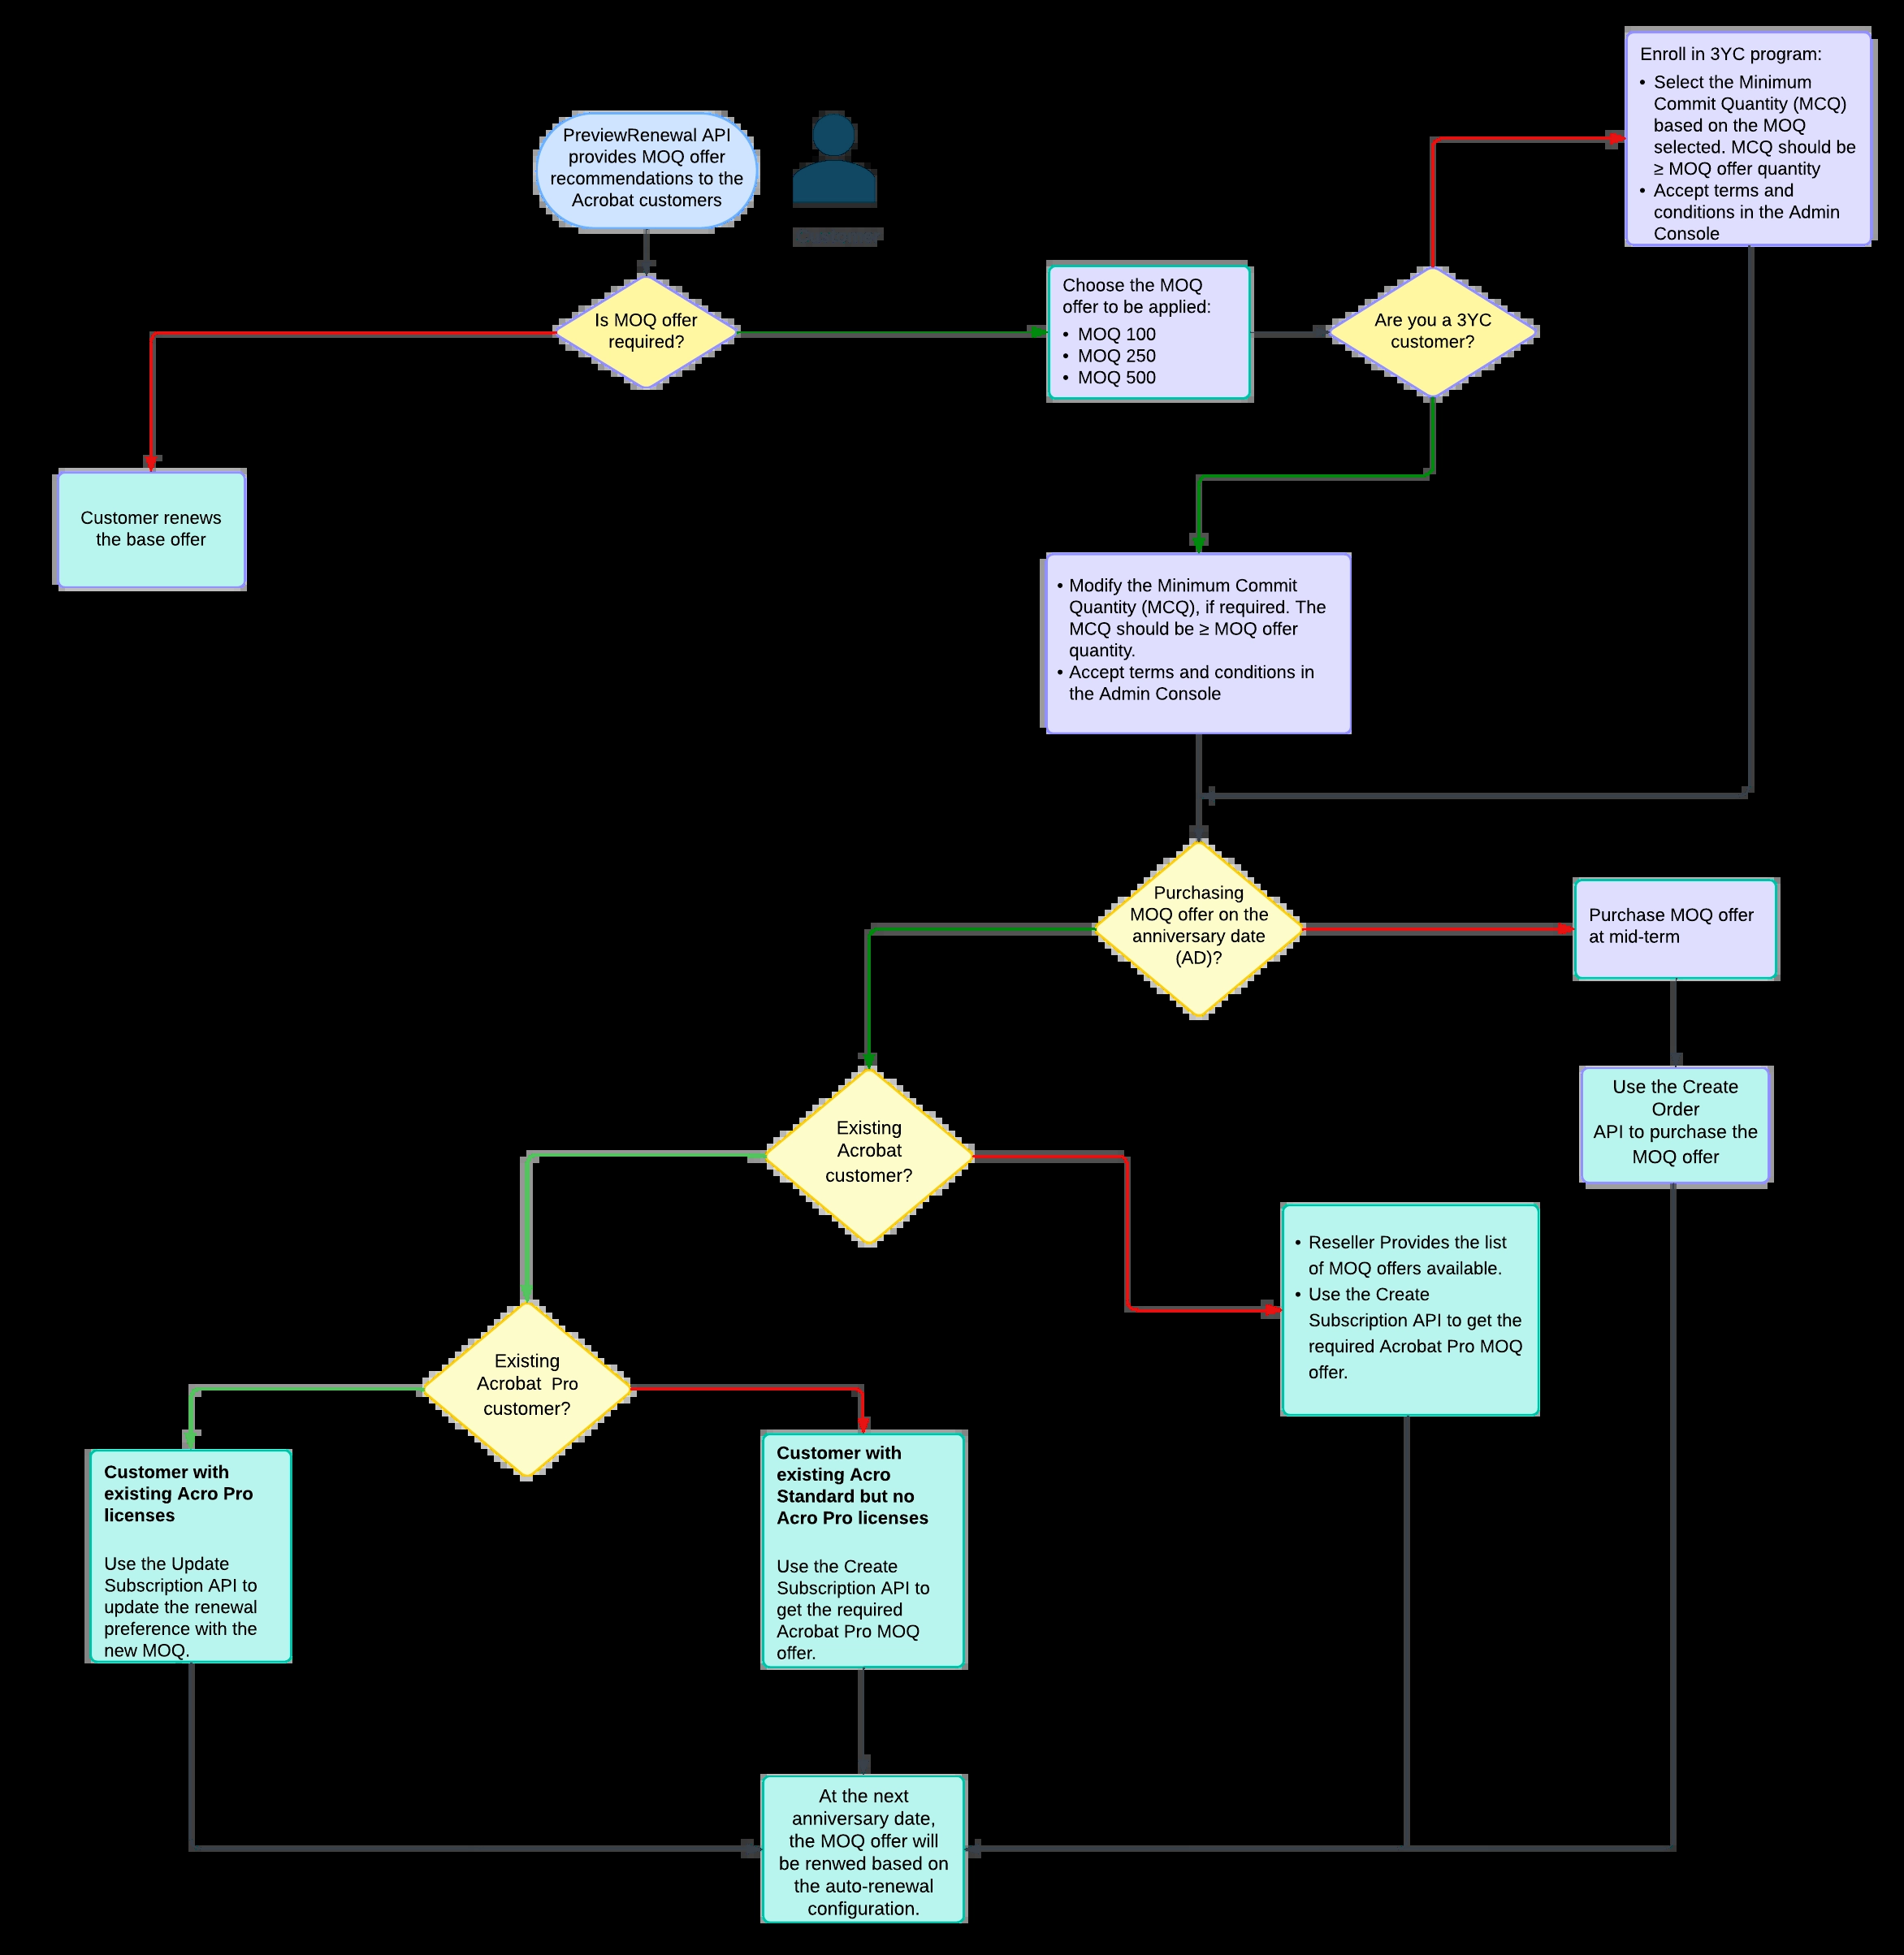 Enroll in 3YC program:
• Select the Minimum
Commit Quantity (MCQ)
based on the MOQ
selected. MCQ should be
≥ MOQ offer quantity
• Accept terms and
conditions in the Admin
Console
PreviewRenewal API
provides MOQ offer
recommendations to the
Acrobat customers
Is MOQ offer
required?
Choose the MOQ
offer to be applied:
• MOQ 100
• MOQ 250
• MOQ 500
Are you a 3YC
customer?
Customer renews
the base offer
• Modify the Minimum Commit
Quantity (MCQ), if required. The
MCQ should be ≥ MOQ offer
quantity.
• Accept terms and conditions in
the Admin Console
Purchasing
MOQ offer on the
anniversary date
(AD)?
Purchase MOQ offer
at mid-term
Use the Create
Order
API to purchase the
MOQ offer
Existing
Acrobat
customer?
• Reseller Provides the list
of MOQ offers available.
• Use the Create
Subscription API to get the
required Acrobat Pro MOQ
offer.
Existing
Acrobat Pro
customer?
Customer with
existing Acro Pro
licenses
Use the Update
Subscription API to
update the renewal
preference with the
new MOQ.
Customer with
existing Acro
Standard but no
Acro Pro licenses
Use the Create
Subscription API to
get the required
Acrobat Pro MOQ
offer.
At the next
anniversary date,
the MOQ offer will
be renwed based on
the auto-renewal
configuration.